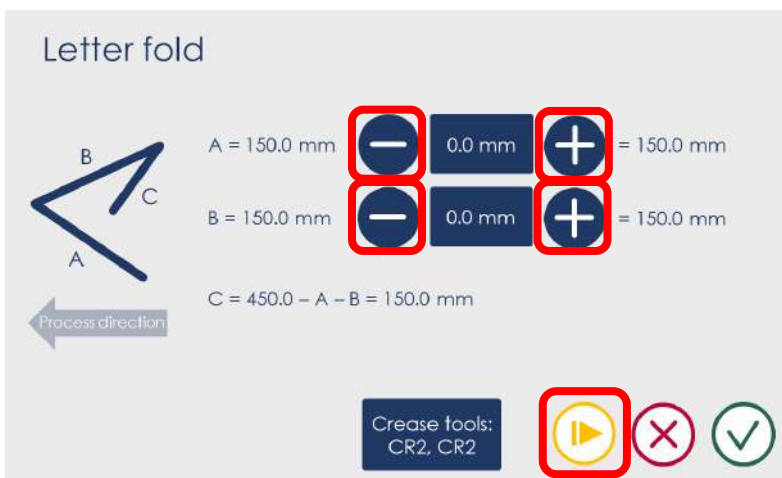 Letter fold
A = 150.0 mm 0.0 mm = 150.0 mm
B
C
B = 150.0 mm 0.0 mm = 150.0 mm
A
C = 450.0 – A – B = 150.0 mm
Process direction
Crease tools:
CR2, CR2